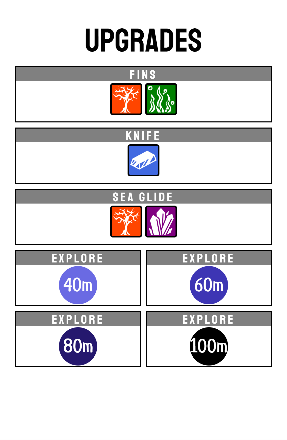 UPGRADES
FINS
KNIFE
SEA GLIDE
EXPLORE EXPLORE
40m 60m
EXPLORE EXPLORE
80m 100m